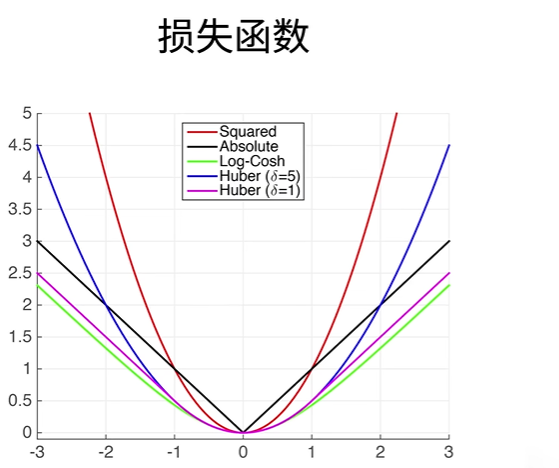 损失函数
Squared
Absolute
Log-Cosh
Huber (δ=5)
Huber (δ=1)
5
4.5
4
3.5
3
2.5
2
1.5
1
0.5
0
-3 -2 -1 0 1 2 3